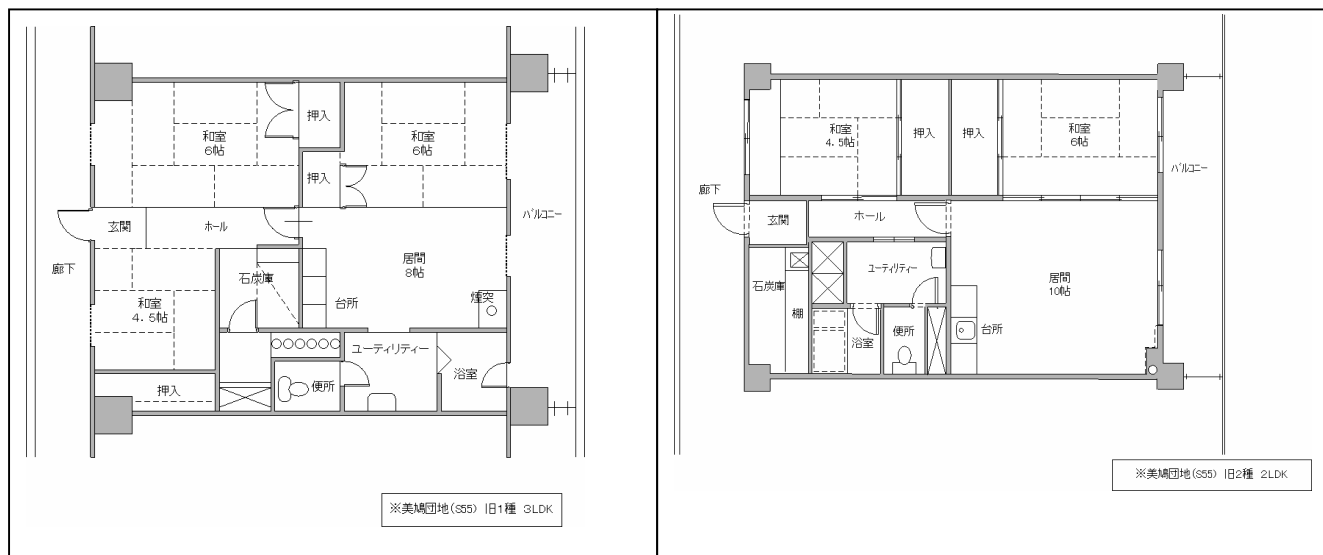 押入
和室
6帖
和室
6帖
押入
バルコニー
玄関
ホール
廊下
居間
8帖
石炭庫
和室
4.5帖
台所
煙突
ユーティリティー
浴室
押入
便所
※美鳩団地(S55) 旧1種 3LDK
和室
4.5帖
押入
押入
和室
6帖
バルコニー
廊下
玄関
ホール
ユーティリティー
石炭庫
居間
10帖
棚
台所
浴室
便所
※美鳩団地(S55) 旧2種 2LDK